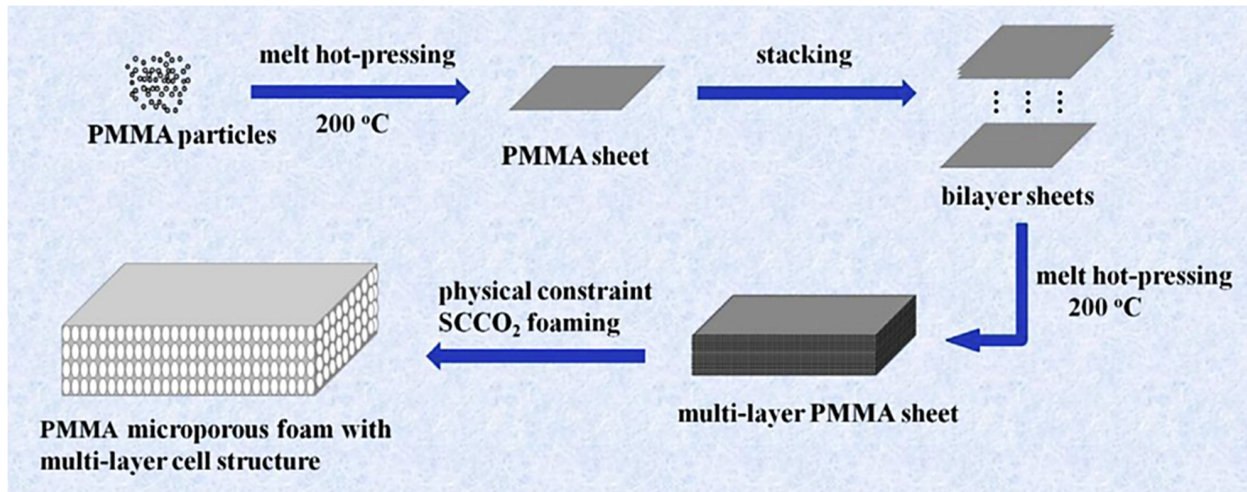 melt hot-pressing
200 °C
PMMA particles
PMMA sheet
stacking
bilayer sheets
melt hot-pressing
200 °C
multi-layer PMMA sheet
physical constraint
SCCO₂ foaming
PMMA microporous foam with
multi-layer cell structure